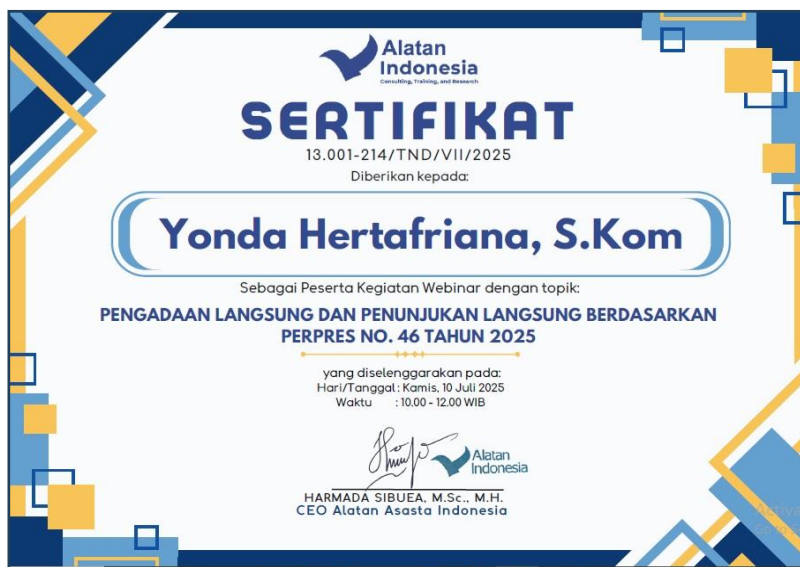 Alatan
Indonesia
Consulting, Training, and Research
SERTIFIKAT
13.001-214/TND/VII/2025
Diberikan kepada:
Yonda Hertafriana, S.Kom
Sebagai Peserta Kegiatan Webinar dengan topik:
PENGADAAN LANGSUNG DAN PENUNJUKAN LANGSUNG BERDASARKAN
PERPRES NO. 46 TAHUN 2025
yang diselenggarakan pada:
Hari/Tanggal : Kamis, 10 Juli 2025
Waktu : 10.00 - 12.00 WIB
Alatan
Indonesia
HARMADA SIBUEA, M.Sc., M.H.
CEO Alatan Asasta Indonesia